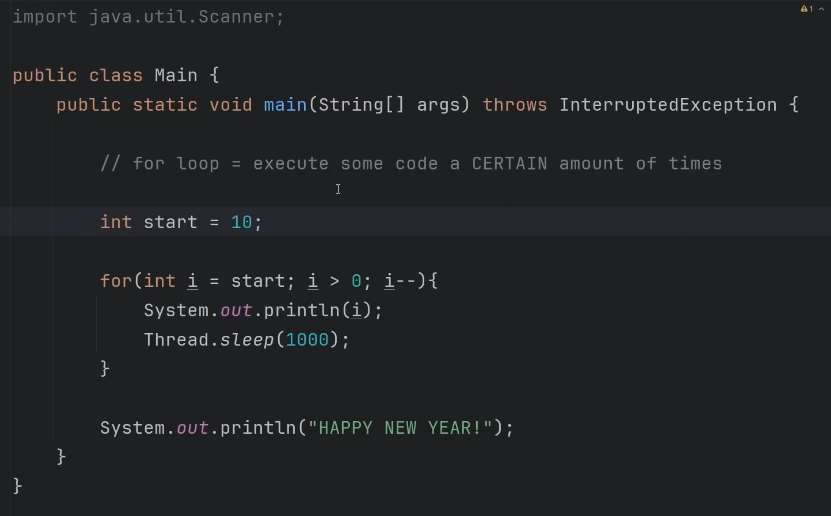 import java.util.Scanner;
1
public class Main {
public static void main(String[] args) throws InterruptedException {
// for loop = execute some code a CERTAIN amount of times
int start = 10;
for(int i = start; i > 0; i--){
System.out.println(i);
Thread.sleep(1000);
}
System.out.println("HAPPY NEW YEAR!");
}
}